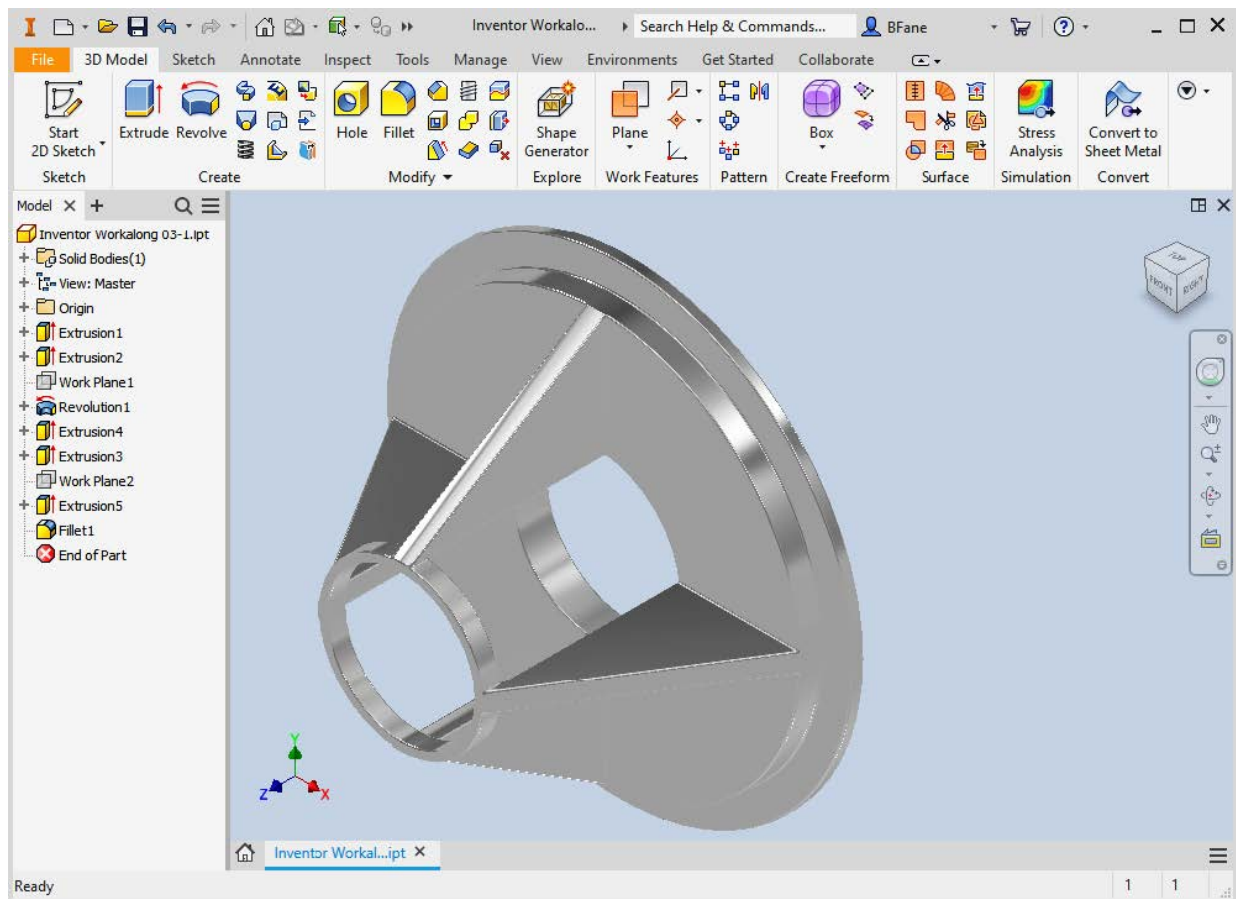 Inventor Workalo...
Search Help & Commands...
BFane
File 3D Model Sketch Annotate Inspect Tools Manage View Environments Get Started Collaborate
Start
2D Sketch
Extrude Revolve
Hole Fillet
Shape
Generator
Plane
Box
Stress
Analysis
Convert to
Sheet Metal
Sketch Create Modify Explore Work Features Pattern Create Freeform Surface Simulation Convert
Model
Inventor Workalong 03-1.ipt
Solid Bodies(1)
View: Master
Origin
Extrusion1
Extrusion2
Work Plane1
Revolution1
Extrusion4
Extrusion3
Work Plane2
Extrusion5
Fillet1
End of Part
TOP
FRONT RIGHT
Y
Z X
Inventor Workal...ipt
Ready 1 1